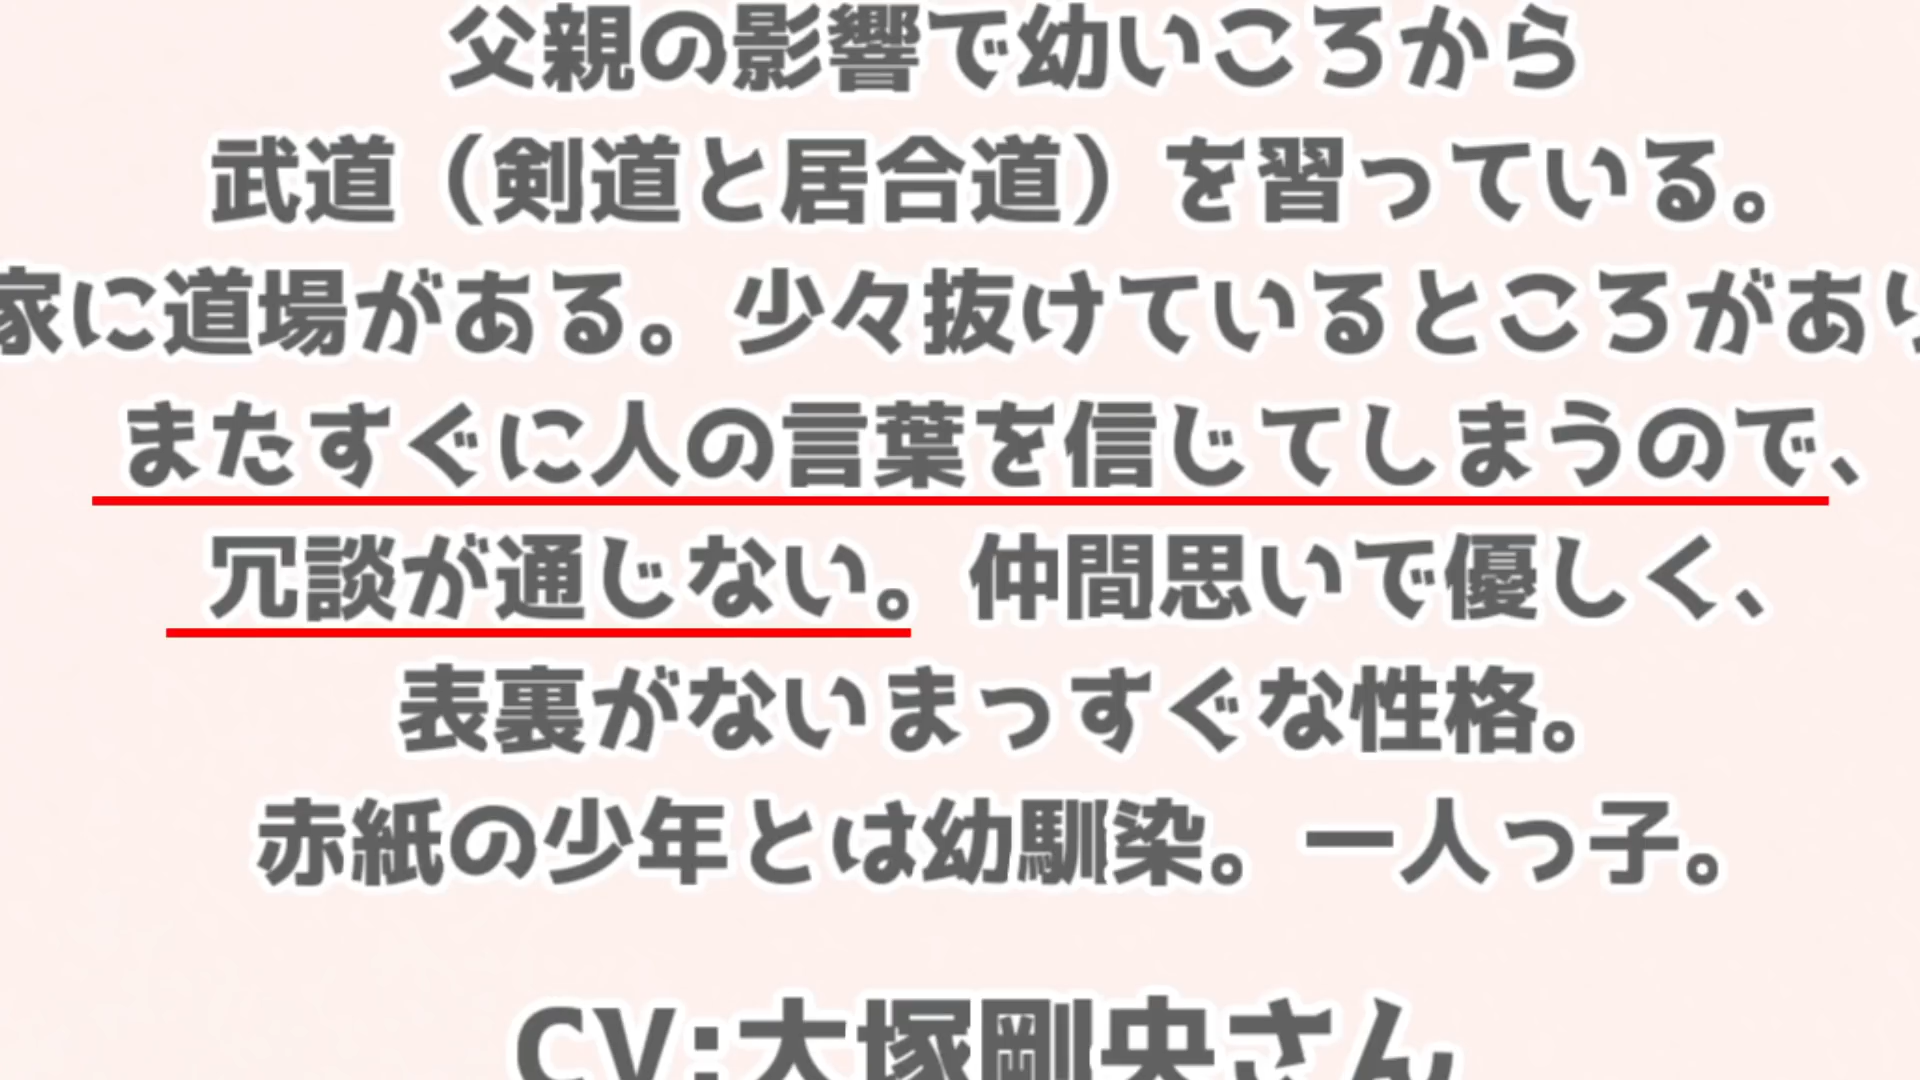 父親の影響で幼いころから
武道（剣道と居合道）を習っている。
家に道場がある。少々抜けているところがあり
またすぐに人の言葉を信じてしまうので、
冗談が通じない。仲間思いで優しく、
表裏がないまっすぐな性格。
赤紙の少年とは幼馴染。一人っ子。
CV:大塚剛央さん